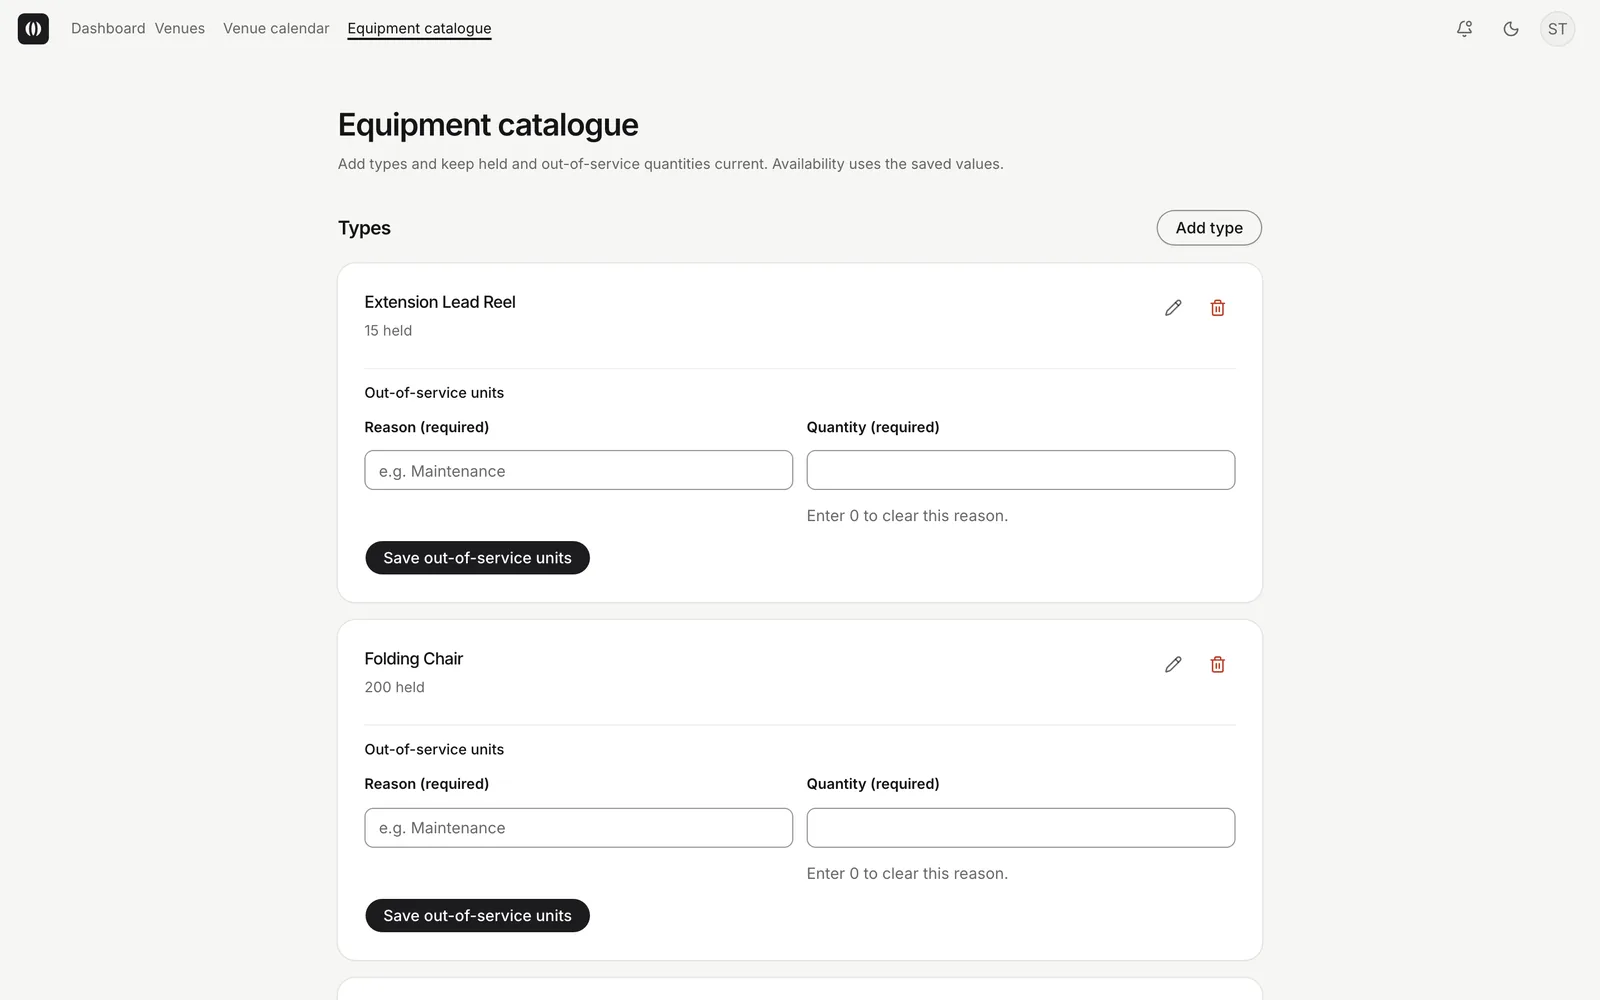 Dashboard Venues Venue calendar Equipment catalogue ST
Equipment catalogue
Add types and keep held and out-of-service quantities current. Availability uses the saved values.
Types Add type
Extension Lead Reel
15 held
Out-of-service units
Reason (required) Quantity (required)
e.g. Maintenance
Enter 0 to clear this reason.
Save out-of-service units
Folding Chair
200 held
Out-of-service units
Reason (required) Quantity (required)
e.g. Maintenance
Enter 0 to clear this reason.
Save out-of-service units